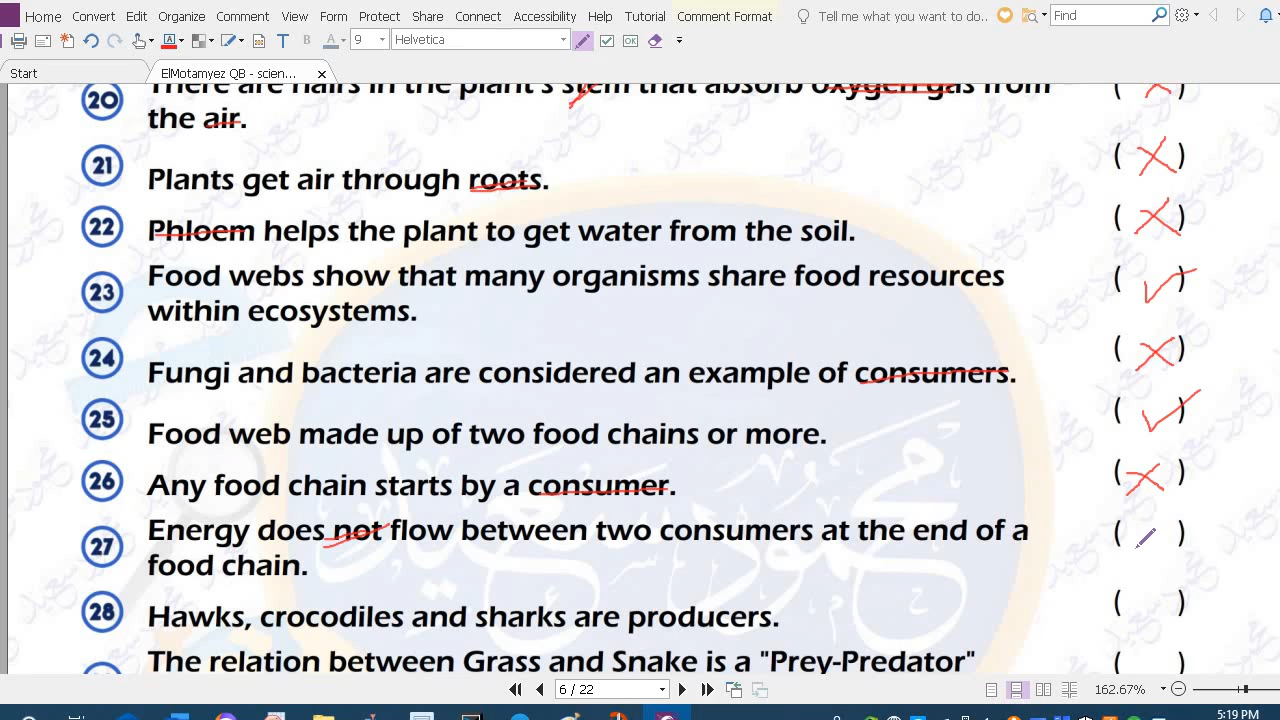 Home Convert Edit Organize Comment View Form Protect Share Connect Accessibility Help Tutorial Comment Format Tell me what you want to do.. Find
9 Helvetica
Start ElMotamyez QB - scien...
20 There are hairs in the plant's stem that absorb oxygen gas from
the air.
( X )
21 Plants get air through roots. ( X )
22 Phloem helps the plant to get water from the soil. ( X )
23 Food webs show that many organisms share food resources
within ecosystems. ( ✓ )
24 Fungi and bacteria are considered an example of consumers. ( X )
25 Food web made up of two food chains or more. ( ✓ )
26 Any food chain starts by a consumer. ( X )
27 Energy does not flow between two consumers at the end of a
food chain. ( )
28 Hawks, crocodiles and sharks are producers. ( )
The relation between Grass and Snake is a "Prey-Predator" ( )
6 / 22 162.67%
5:19 PM